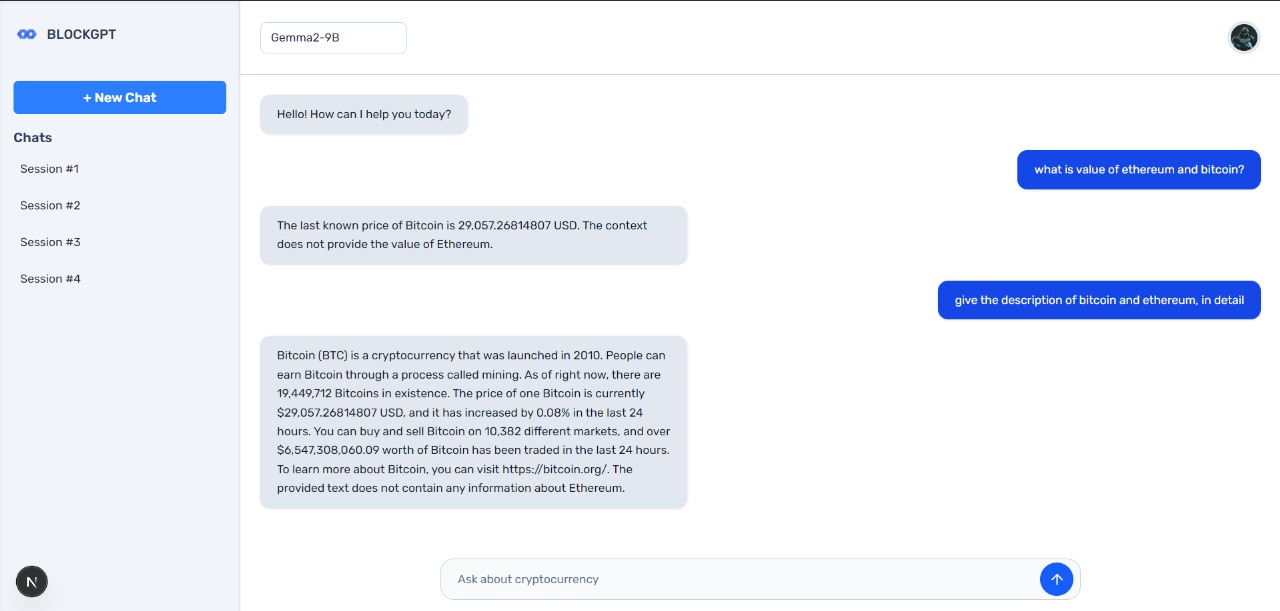 BLOCKGPT
+ New Chat
Chats
Session #1
Session #2
Session #3
Session #4
N
Gemma2-9B
Hello! How can I help you today?
what is value of ethereum and bitcoin?
The last known price of Bitcoin is 29,057.26814807 USD. The context
does not provide the value of Ethereum.
give the description of bitcoin and ethereum, in detail
Bitcoin (BTC) is a cryptocurrency that was launched in 2010. People can
earn Bitcoin through a process called mining. As of right now, there are
19,449,712 Bitcoins in existence. The price of one Bitcoin is currently
$29,057.26814807 USD, and it has increased by 0.08% in the last 24
hours. You can buy and sell Bitcoin on 10,382 different markets, and over
$6,547,308,060.09 worth of Bitcoin has been traded in the last 24 hours.
To learn more about Bitcoin, you can visit https://bitcoin.org/. The
provided text does not contain any information about Ethereum.
Ask about cryptocurrency